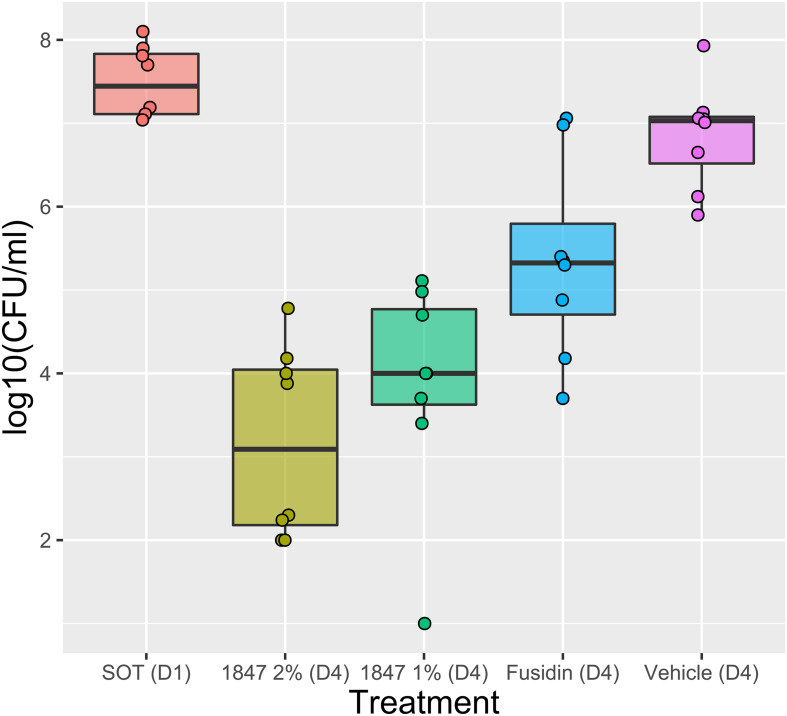 log10(CFU/ml)
8
6
4
2
SOT (D1) 1847 2% (D4) 1847 1% (D4) Fusidin (D4) Vehicle (D4)
Treatment